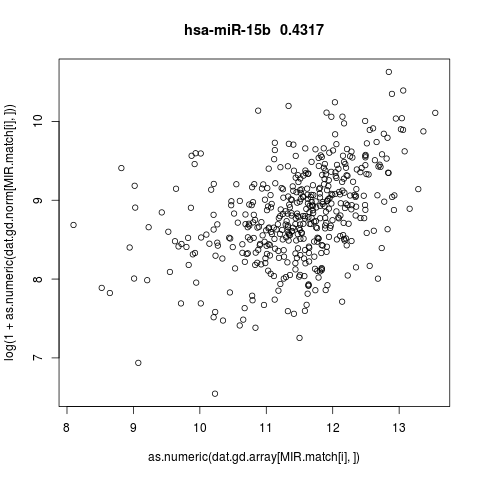 hsa-miR-15b 0.4317
log(1 + as.numeric(dat.gd.norm[MIR.match[i], ]))
10
9
8
7
8 9 10 11 12 13
as.numeric(dat.gd.array[MIR.match[i], ])